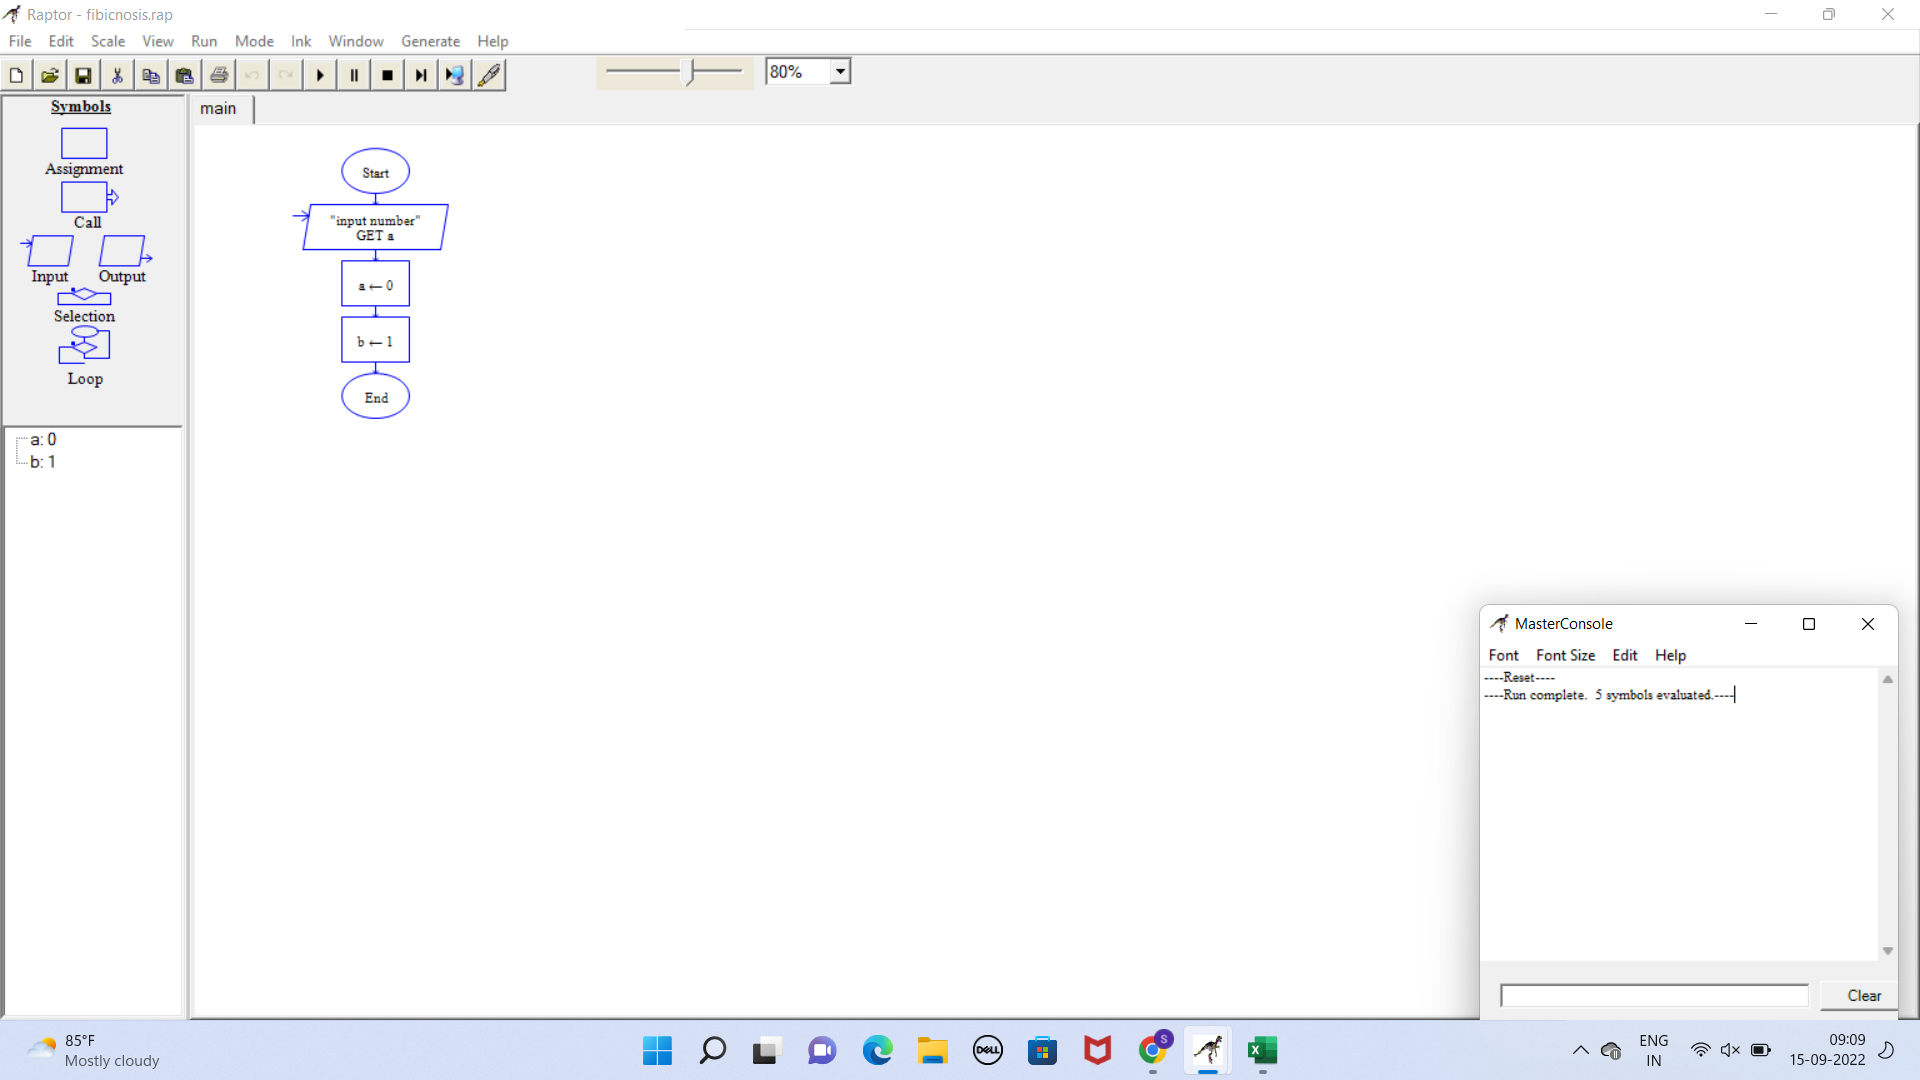 Raptor - fibicnosis.rap
File Edit Scale View Run Mode Ink Window Generate Help
80%
Symbols
Assignment
Call
Input Output
Selection
Loop
a: 0
b: 1
main
Start
"input number"
GET a
a ← 0
b ← 1
End
MasterConsole
Font Font Size Edit Help
----Reset----
----Run complete. 5 symbols evaluated.----
Clear
85°F
Mostly cloudy
DELL
S
X
ENG
IN
09:09
15-09-2022